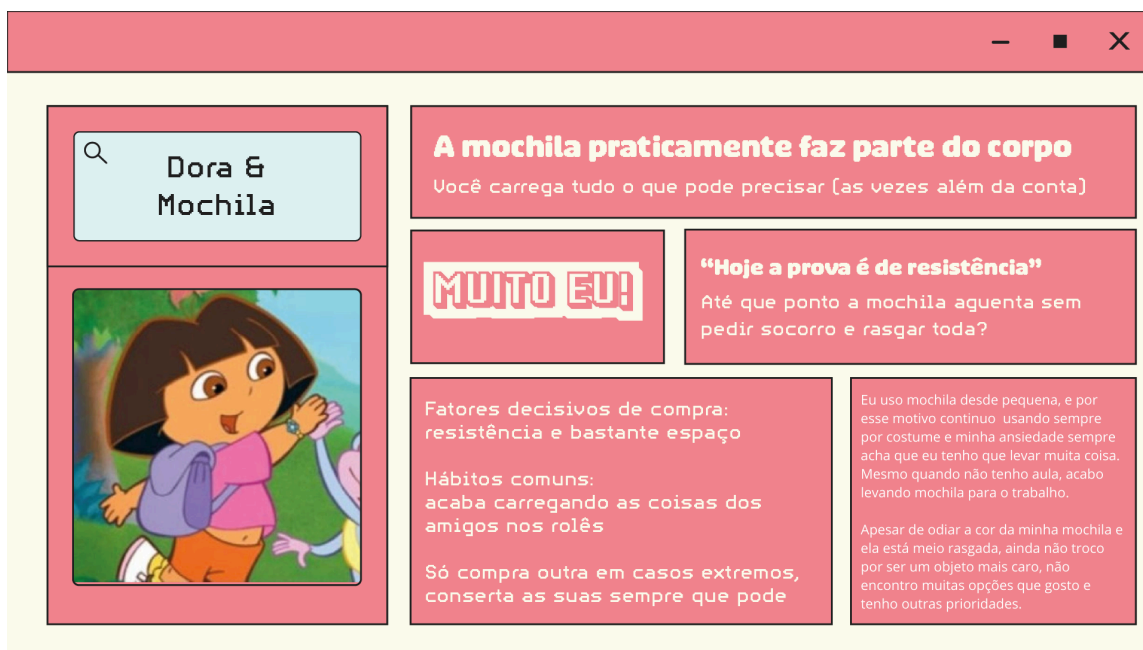 Dora &
Mochila
A mochila praticamente faz parte do corpo
Você carrega tudo o que pode precisar (as vezes além da conta)
MUITO EU!
“Hoje a prova é de resistência”
Até que ponto a mochila aguenta sem
pedir socorro e rasgar toda?
Fatores decisivos de compra:
resistência e bastante espaço
Hábitos comuns:
acaba carregando as coisas dos
amigos nos rolês
Só compra outra em casos extremos,
conserta as suas sempre que pode
Eu uso mochila desde pequena, e por
esse motivo continuo usando sempre
por costume e minha ansiedade sempre
acha que eu tenho que levar muita coisa.
Mesmo quando não tenho aula, acabo
levando mochila para o trabalho.
Apesar de odiar a cor da minha mochila e
ela está meio rasgada, ainda não troco
por ser um objeto mais caro, não
encontro muitas opções que gosto e
tenho outras prioridades.